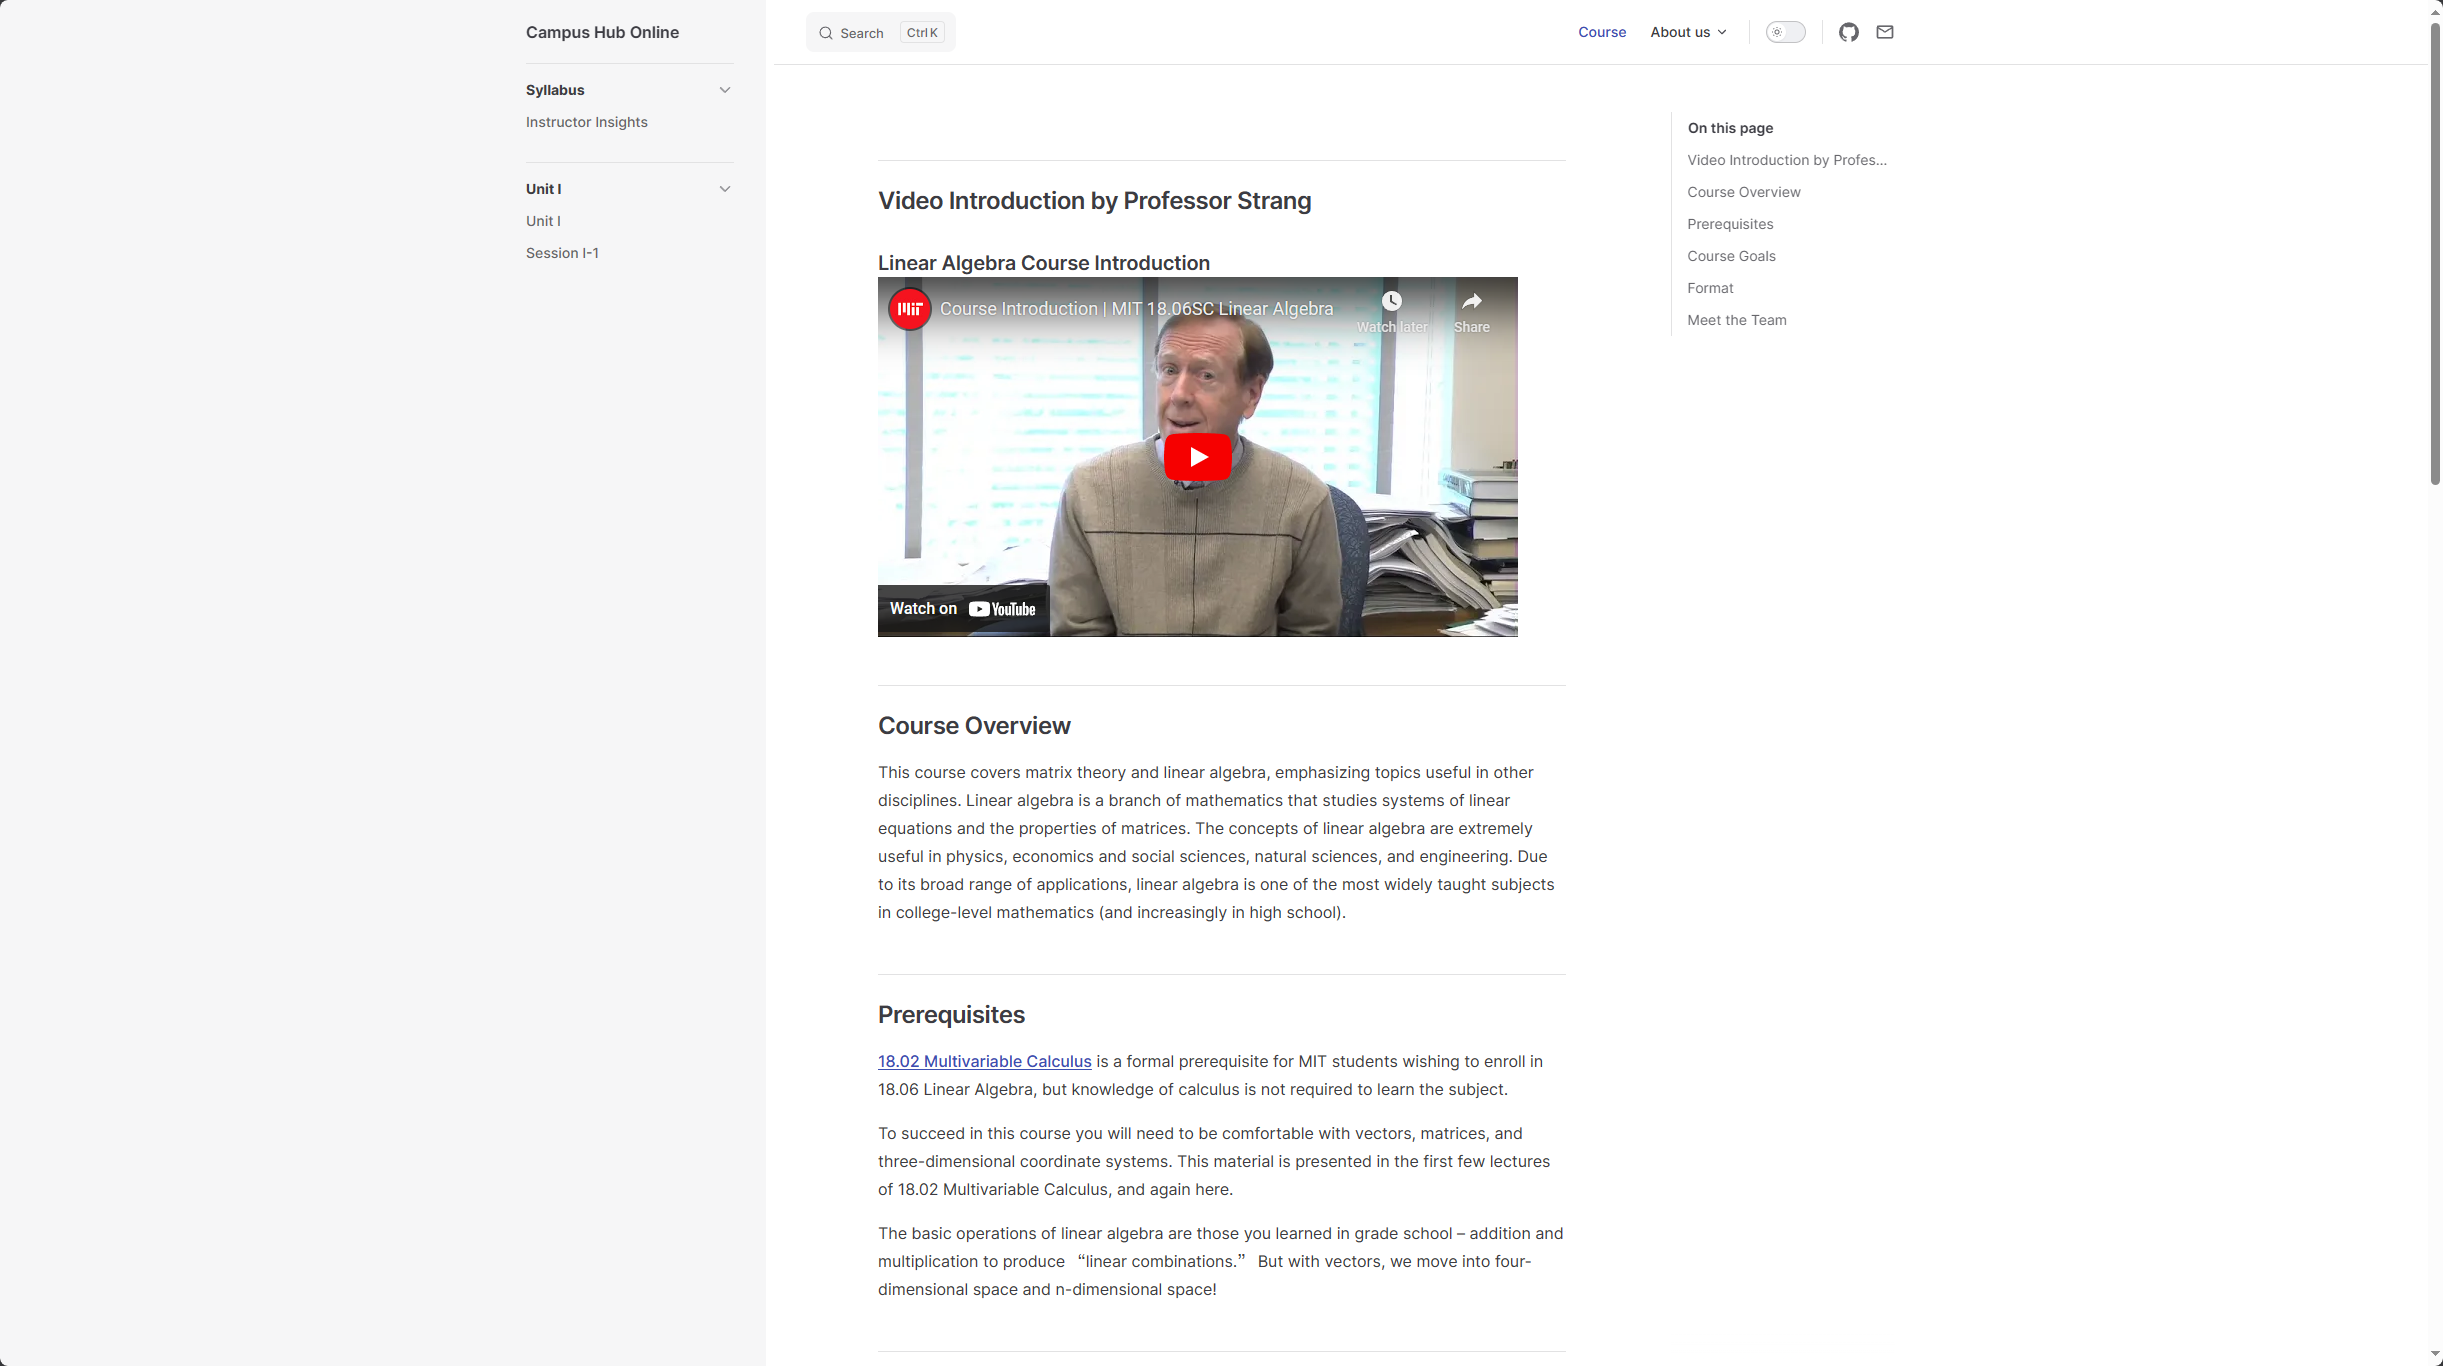 Campus Hub Online
Syllabus
Instructor Insights
Unit I
Unit I
Session I-1
Search Ctrl K
Course About us
Video Introduction by Professor Strang
Linear Algebra Course Introduction
MIT Course Introduction | MIT 18.06SC Linear Algebra
Watch later Share
Watch on YouTube
Course Overview
This course covers matrix theory and linear algebra, emphasizing topics useful in other
disciplines. Linear algebra is a branch of mathematics that studies systems of linear
equations and the properties of matrices. The concepts of linear algebra are extremely
useful in physics, economics and social sciences, natural sciences, and engineering. Due
to its broad range of applications, linear algebra is one of the most widely taught subjects
in college-level mathematics (and increasingly in high school).
Prerequisites
18.02 Multivariable Calculus is a formal prerequisite for MIT students wishing to enroll in
18.06 Linear Algebra, but knowledge of calculus is not required to learn the subject.
To succeed in this course you will need to be comfortable with vectors, matrices, and
three-dimensional coordinate systems. This material is presented in the first few lectures
of 18.02 Multivariable Calculus, and again here.
The basic operations of linear algebra are those you learned in grade school – addition and
multiplication to produce “linear combinations.” But with vectors, we move into four-
dimensional space and n-dimensional space!
On this page
Video Introduction by Profes...
Course Overview
Prerequisites
Course Goals
Format
Meet the Team